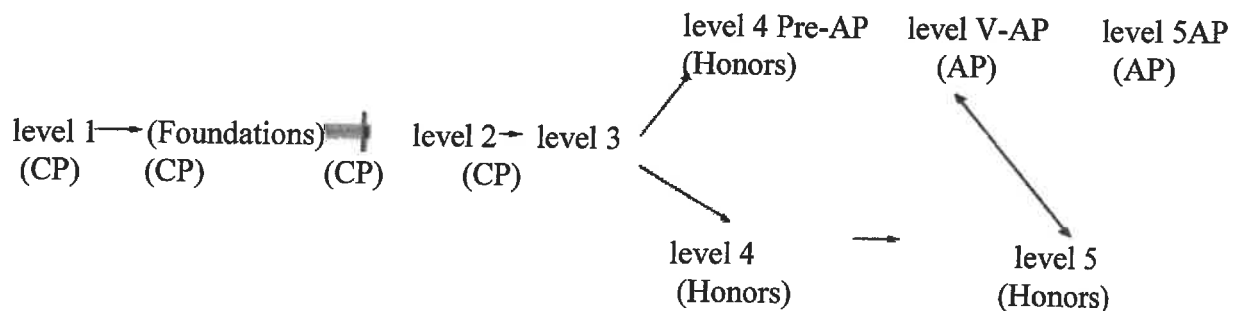 level 4 Pre-AP level V-AP level 5AP
(Honors) (AP) (AP)
level 1 (Foundations) level 2 level 3
(CP) (CP) (CP) (CP)
level 4 level 5
(Honors) (Honors)